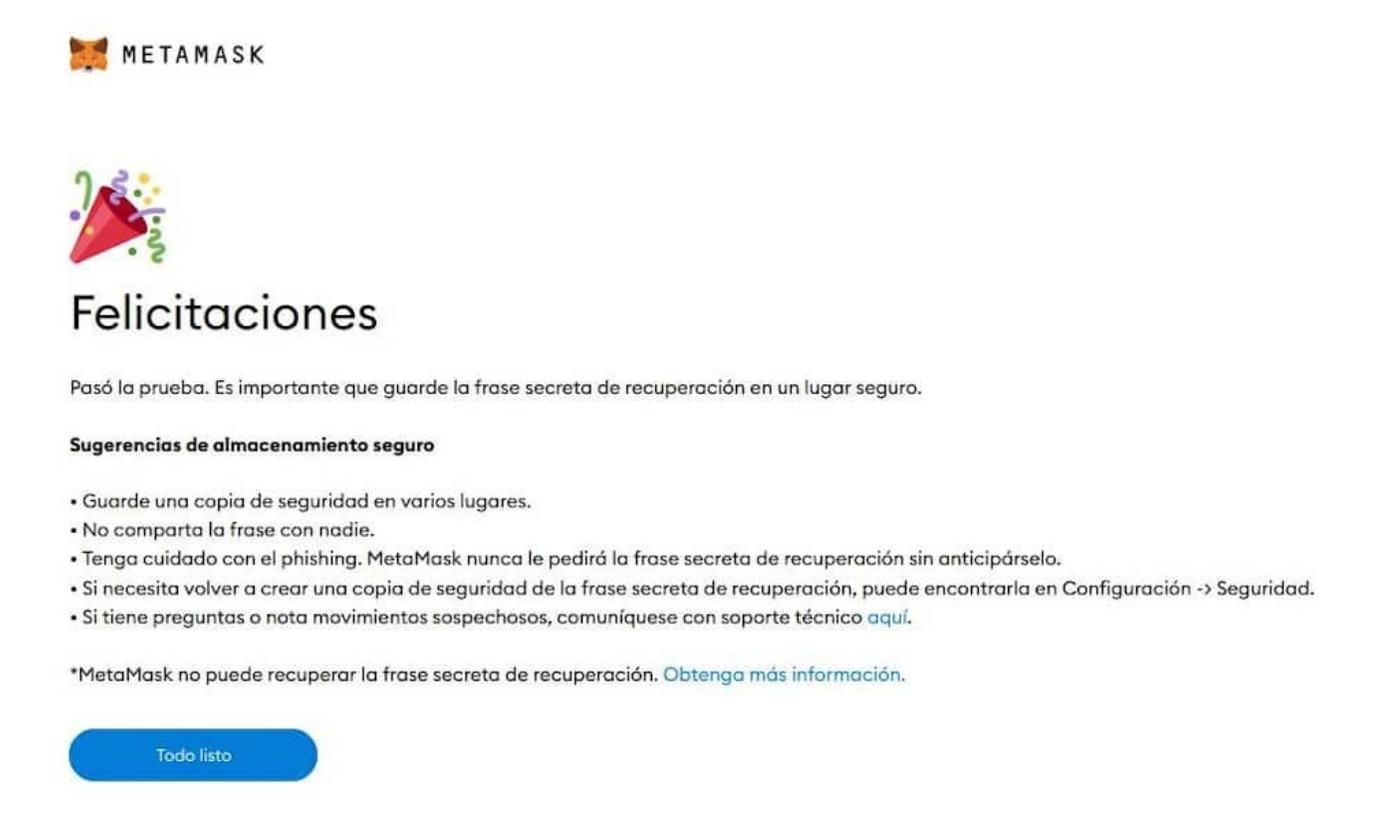 METAMASK
Felicitaciones
Pasó la prueba. Es importante que guarde la frase secreta de recuperación en un lugar seguro.
Sugerencias de almacenamiento seguro
• Guarde una copia de seguridad en varios lugares.
• No comparta la frase con nadie.
• Tenga cuidado con el phishing. MetaMask nunca le pedirá la frase secreta de recuperación sin anticipárselo.
• Si necesita volver a crear una copia de seguridad de la frase secreta de recuperación, puede encontrarla en Configuración -> Seguridad.
• Si tiene preguntas o nota movimientos sospechosos, comuníquese con soporte técnico aquí.
*MetaMask no puede recuperar la frase secreta de recuperación. Obtenga más información.
Todo listo